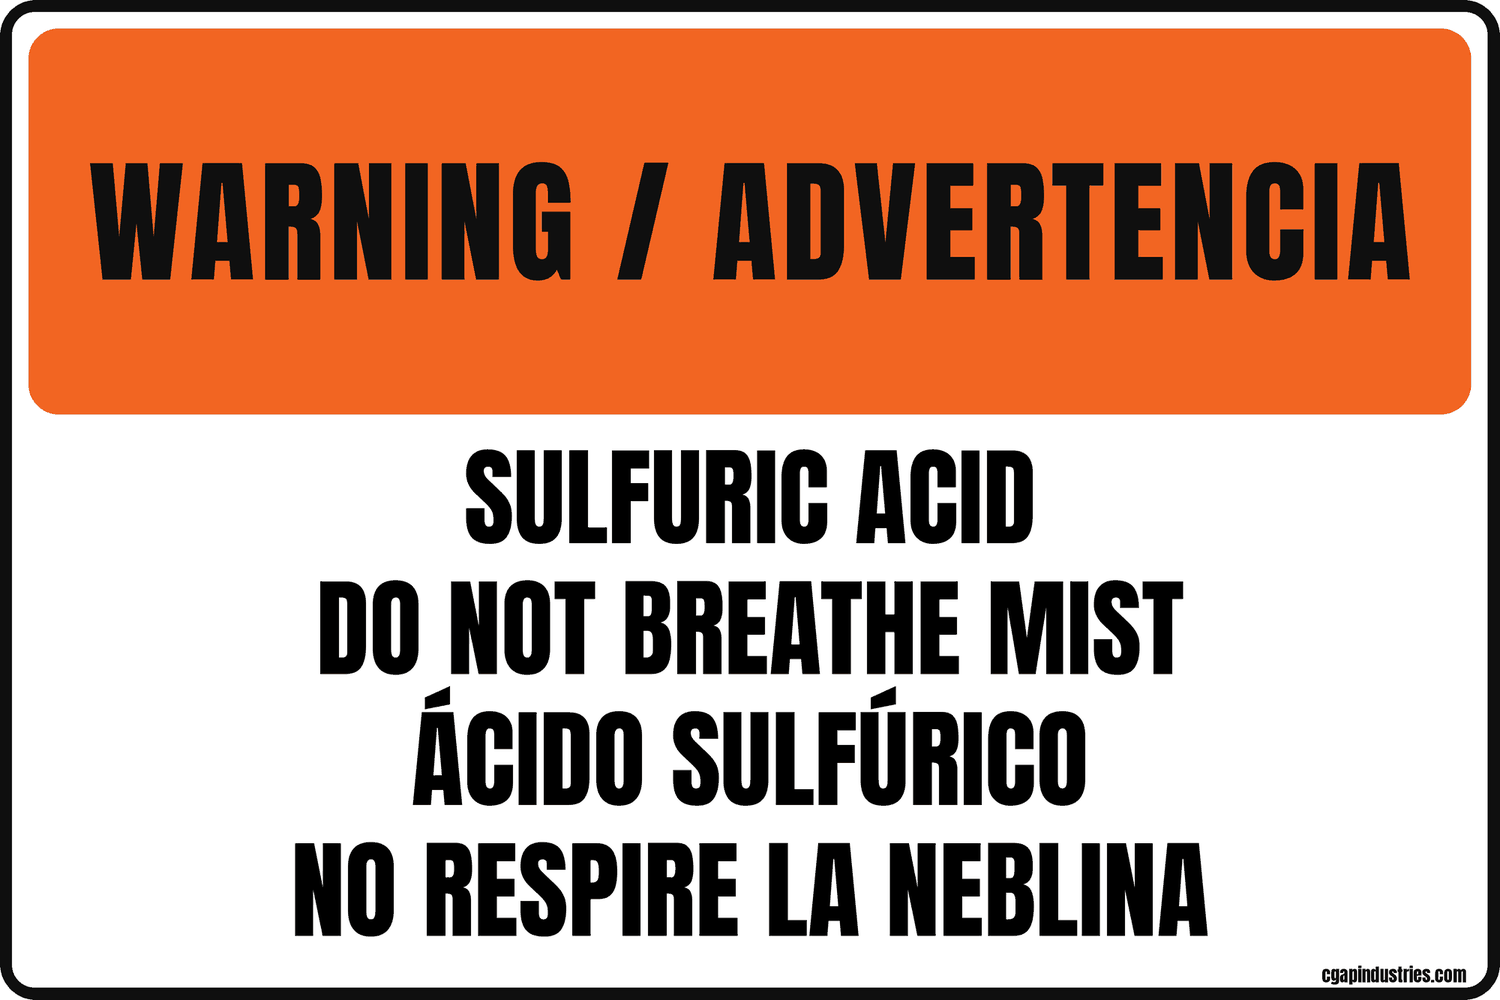 WARNING / ADVERTENCIA
SULFURIC ACID
DO NOT BREATHE MIST
ÁCIDO SULFÚRICO
NO RESPIRE LA NEBLINA
cgapindustries.com